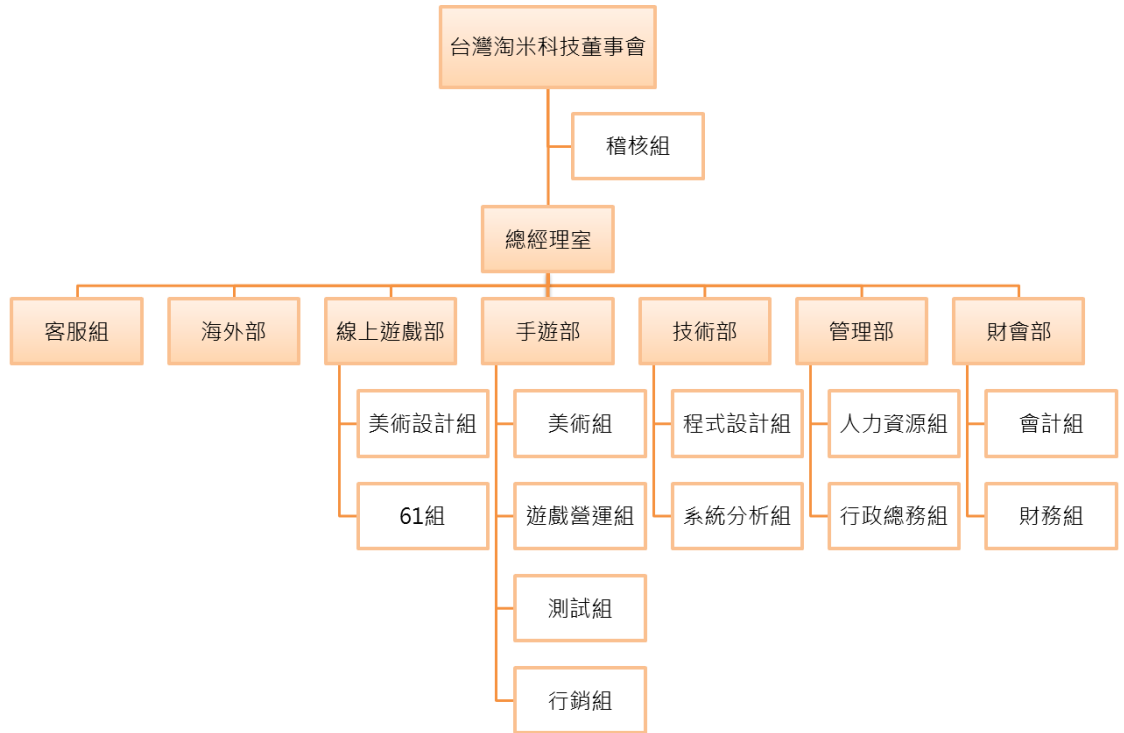 台灣淘米科技董事會
稽核組
總經理室
客服組
海外部
線上遊戲部
手遊部
技術部
管理部
財會部
美術設計組
美術組
程式設計組
人力資源組
會計組
61組
遊戲營運組
系統分析組
行政總務組
財務組
測試組
行銷組